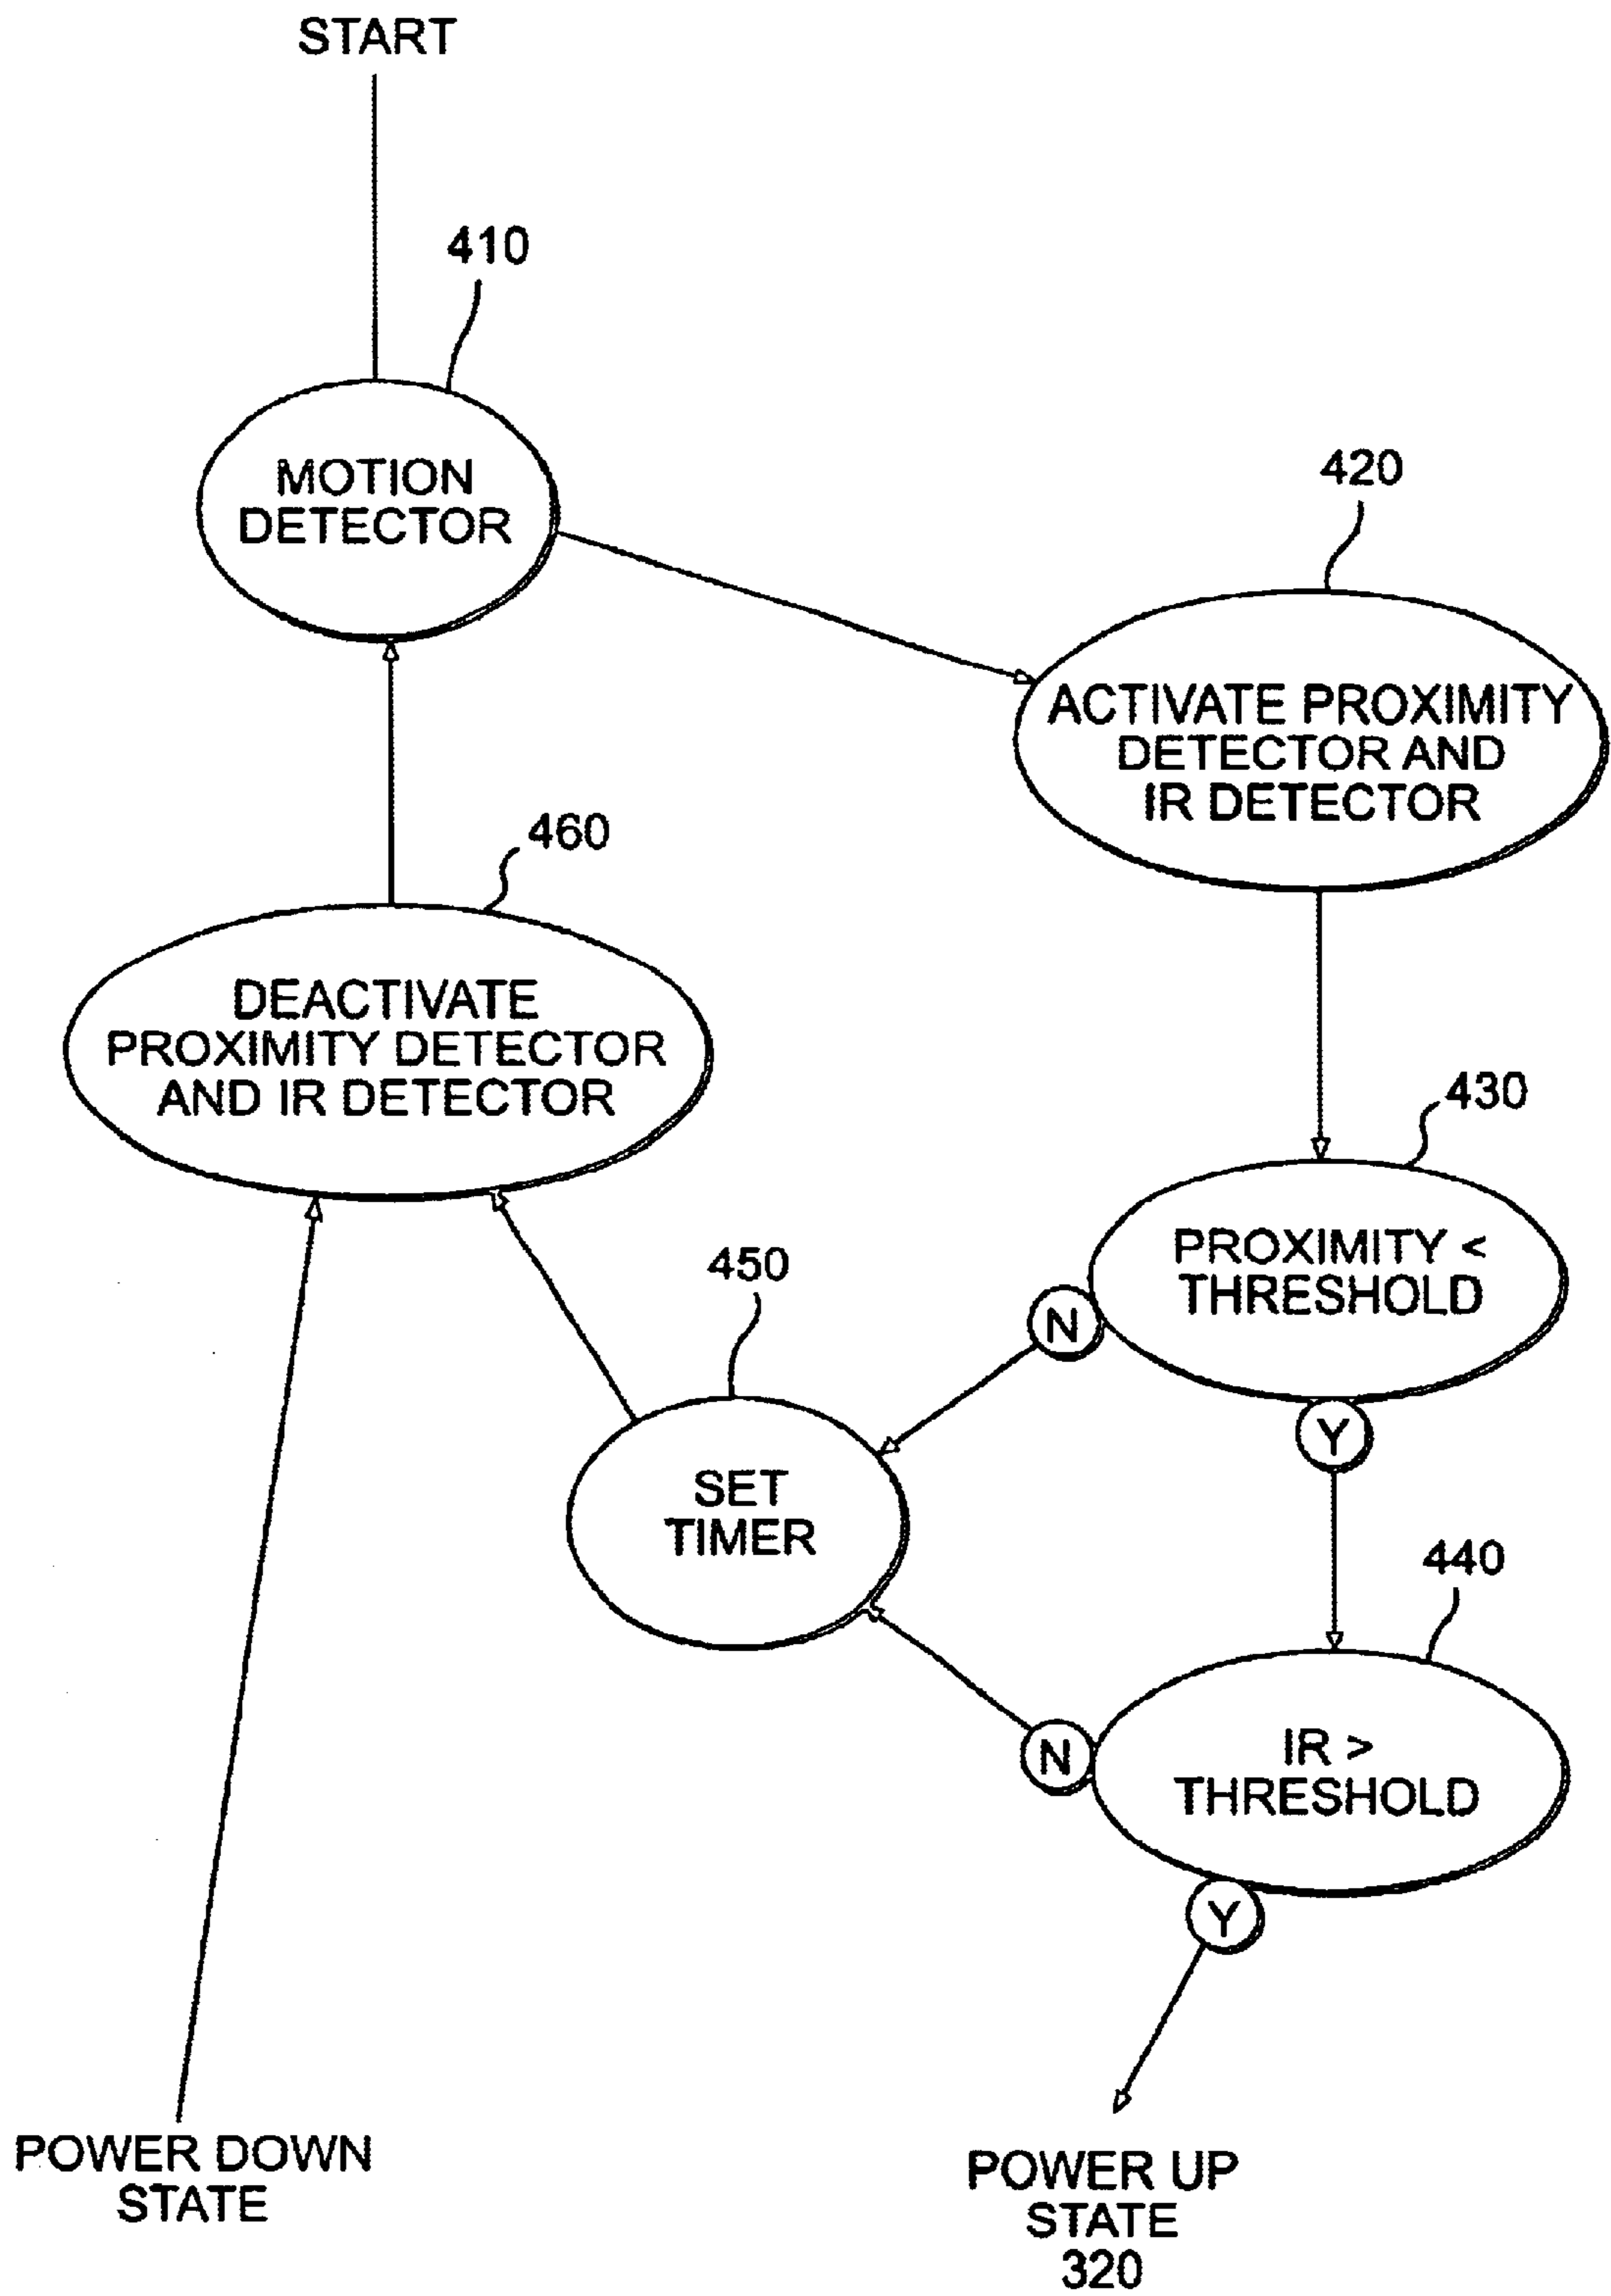 START
410
MOTION
DETECTOR
420
ACTIVATE PROXIMITY
DETECTOR AND
IR DETECTOR
460
DEACTIVATE
PROXIMITY DETECTOR
AND IR DETECTOR
430
PROXIMITY <
THRESHOLD
N
Y
450
SET
TIMER
440
IR >
THRESHOLD
N
Y
POWER DOWN
STATE
POWER UP
STATE
320